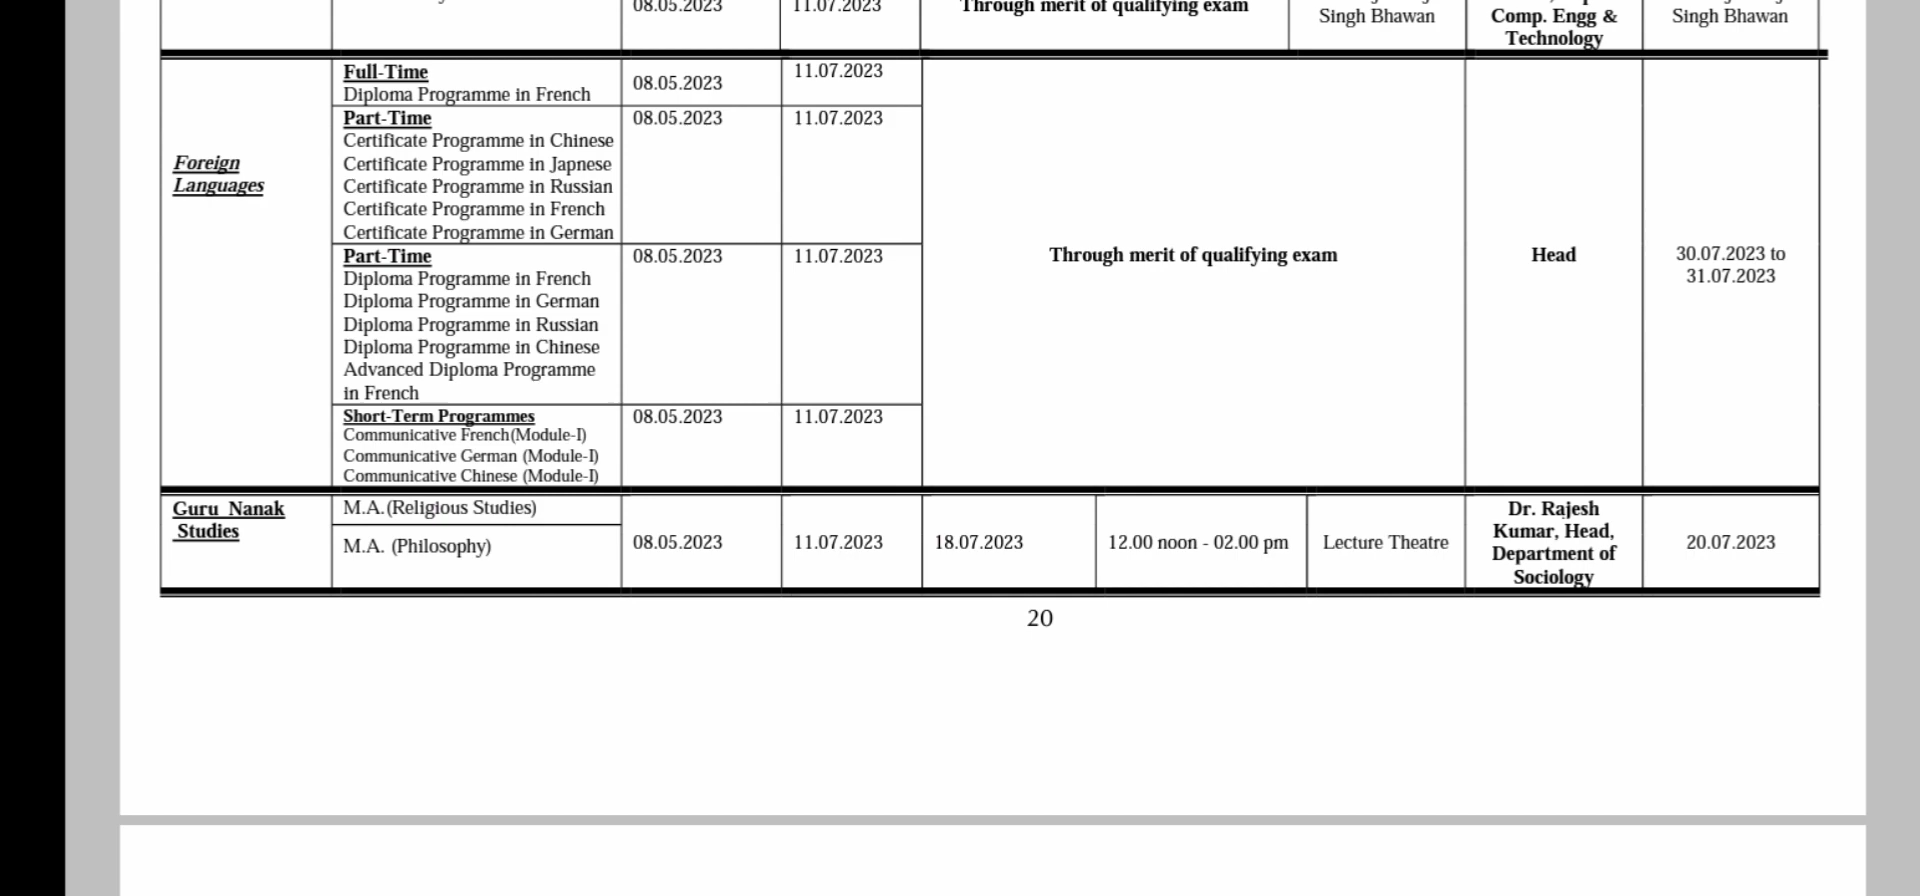 08.05.2023
11.07.2023
Through merit of qualifying exam
Singh Bhawan
Comp. Engg &
Technology
Singh Bhawan
Foreign
Languages
Full-Time
Diploma Programme in French
08.05.2023
11.07.2023
Part-Time
Certificate Programme in Chinese
Certificate Programme in Japnese
Certificate Programme in Russian
Certificate Programme in French
Certificate Programme in German
08.05.2023
11.07.2023
Part-Time
Diploma Programme in French
Diploma Programme in German
Diploma Programme in Russian
Diploma Programme in Chinese
Advanced Diploma Programme
in French
08.05.2023
11.07.2023
Short-Term Programmes
Communicative French(Module-I)
Communicative German (Module-I)
Communicative Chinese (Module-I)
08.05.2023
11.07.2023
Through merit of qualifying exam
Head
30.07.2023 to
31.07.2023
Guru Nanak
Studies
M.A.(Religious Studies)
M.A. (Philosophy)
08.05.2023
11.07.2023
18.07.2023
12.00 noon - 02.00 pm
Lecture Theatre
Dr. Rajesh
Kumar, Head,
Department of
Sociology
20.07.2023
20